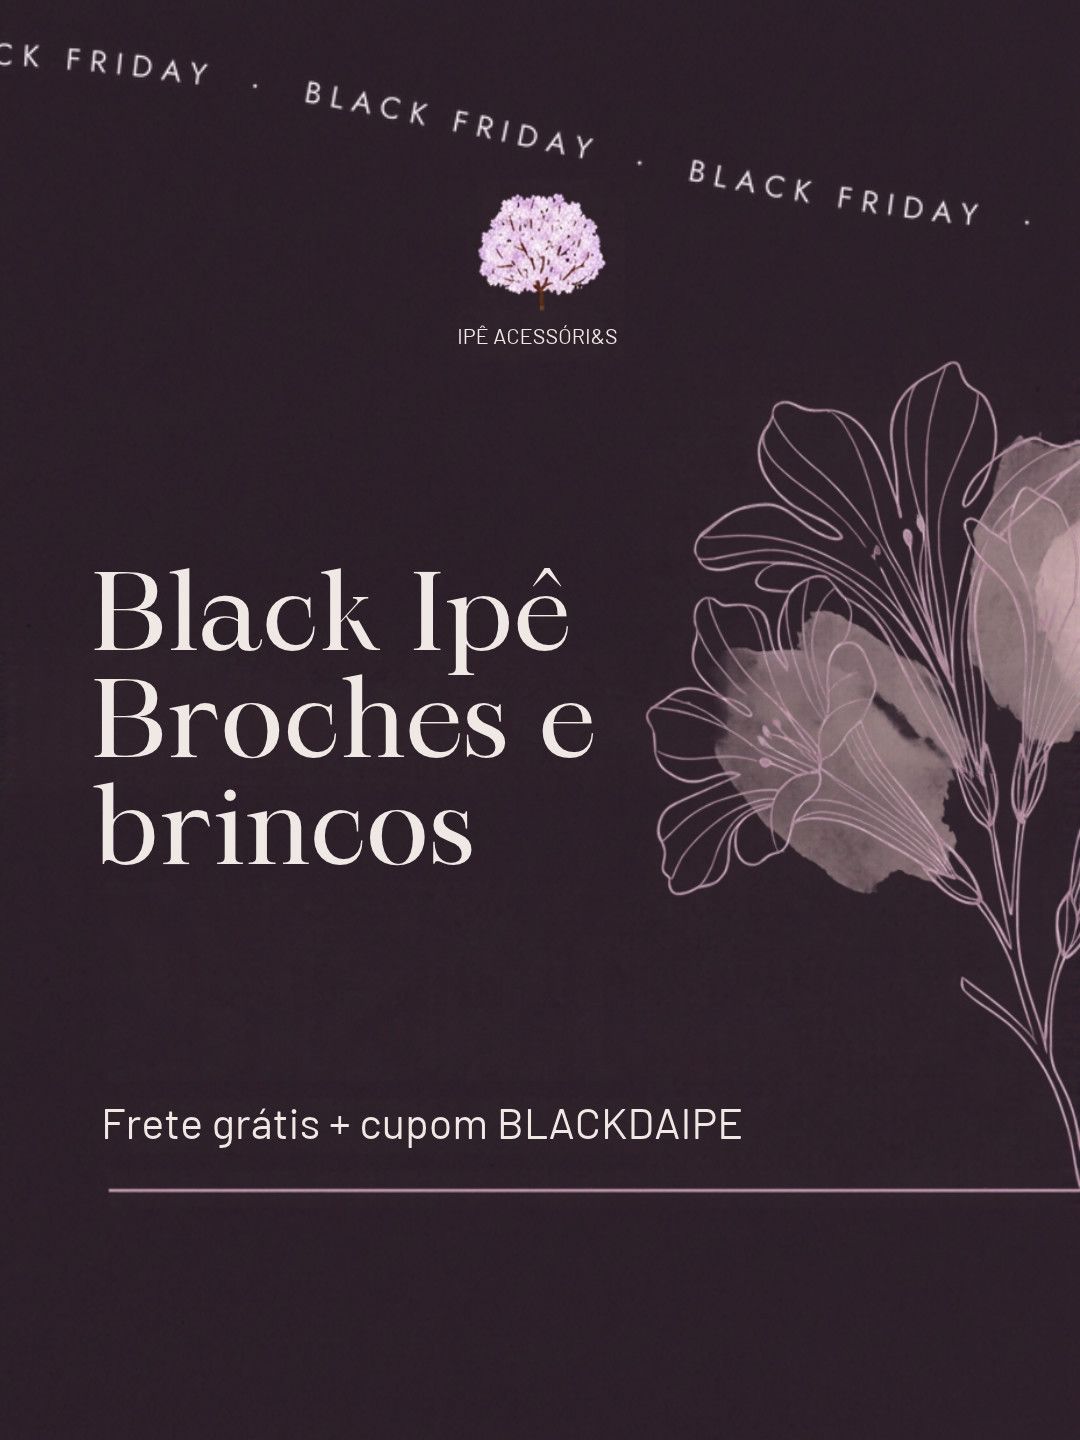 CK FRIDAY · BLACK FRIDAY · BLACK FRIDAY ·
IPÊ ACESSÓRI&S
Black Ipê
Broches e
brincos
Frete grátis + cupom BLACKDAIPE